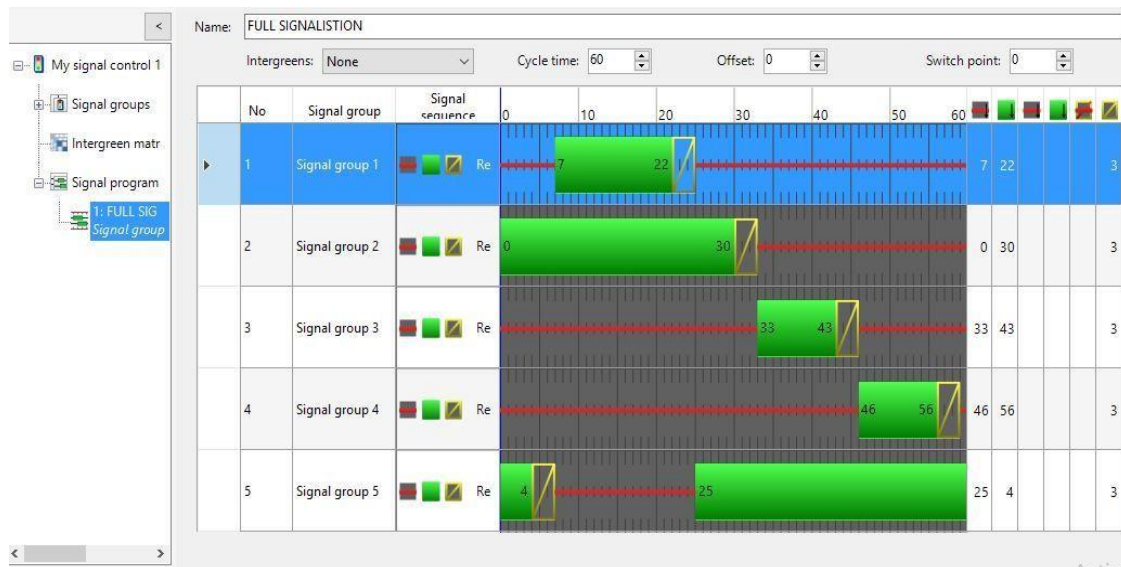 <
Name: FULL SIGNALISTION
My signal control 1
Intergreens: None Cycle time: 60 Offset: 0 Switch point: 0
Signal groups
Intergreen matr
Signal program
1: FULL SIG
Signal group
No Signal group Signal sequence 0 10 20 30 40 50 60
1 Signal group 1 Re 7 22 7 22 3
2 Signal group 2 Re 0 30 0 30 3
3 Signal group 3 Re 33 43 33 43 3
4 Signal group 4 Re 46 56 46 56 3
5 Signal group 5 Re 4 25 25 4 3
< >